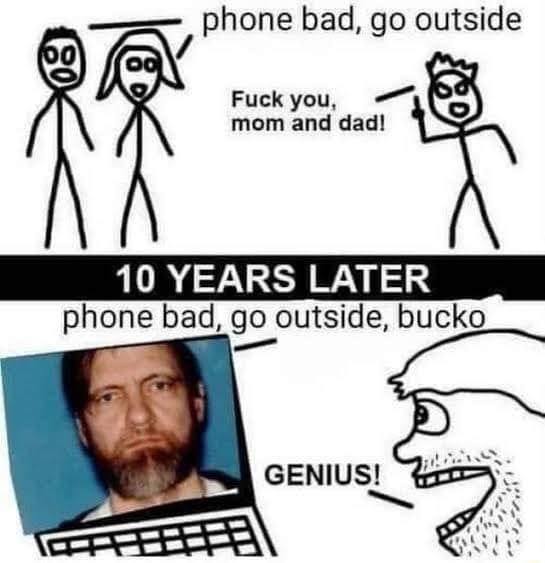 phone bad, go outside
Fuck you,
mom and dad!
10 YEARS LATER
phone bad, go outside, bucko
GENIUS!